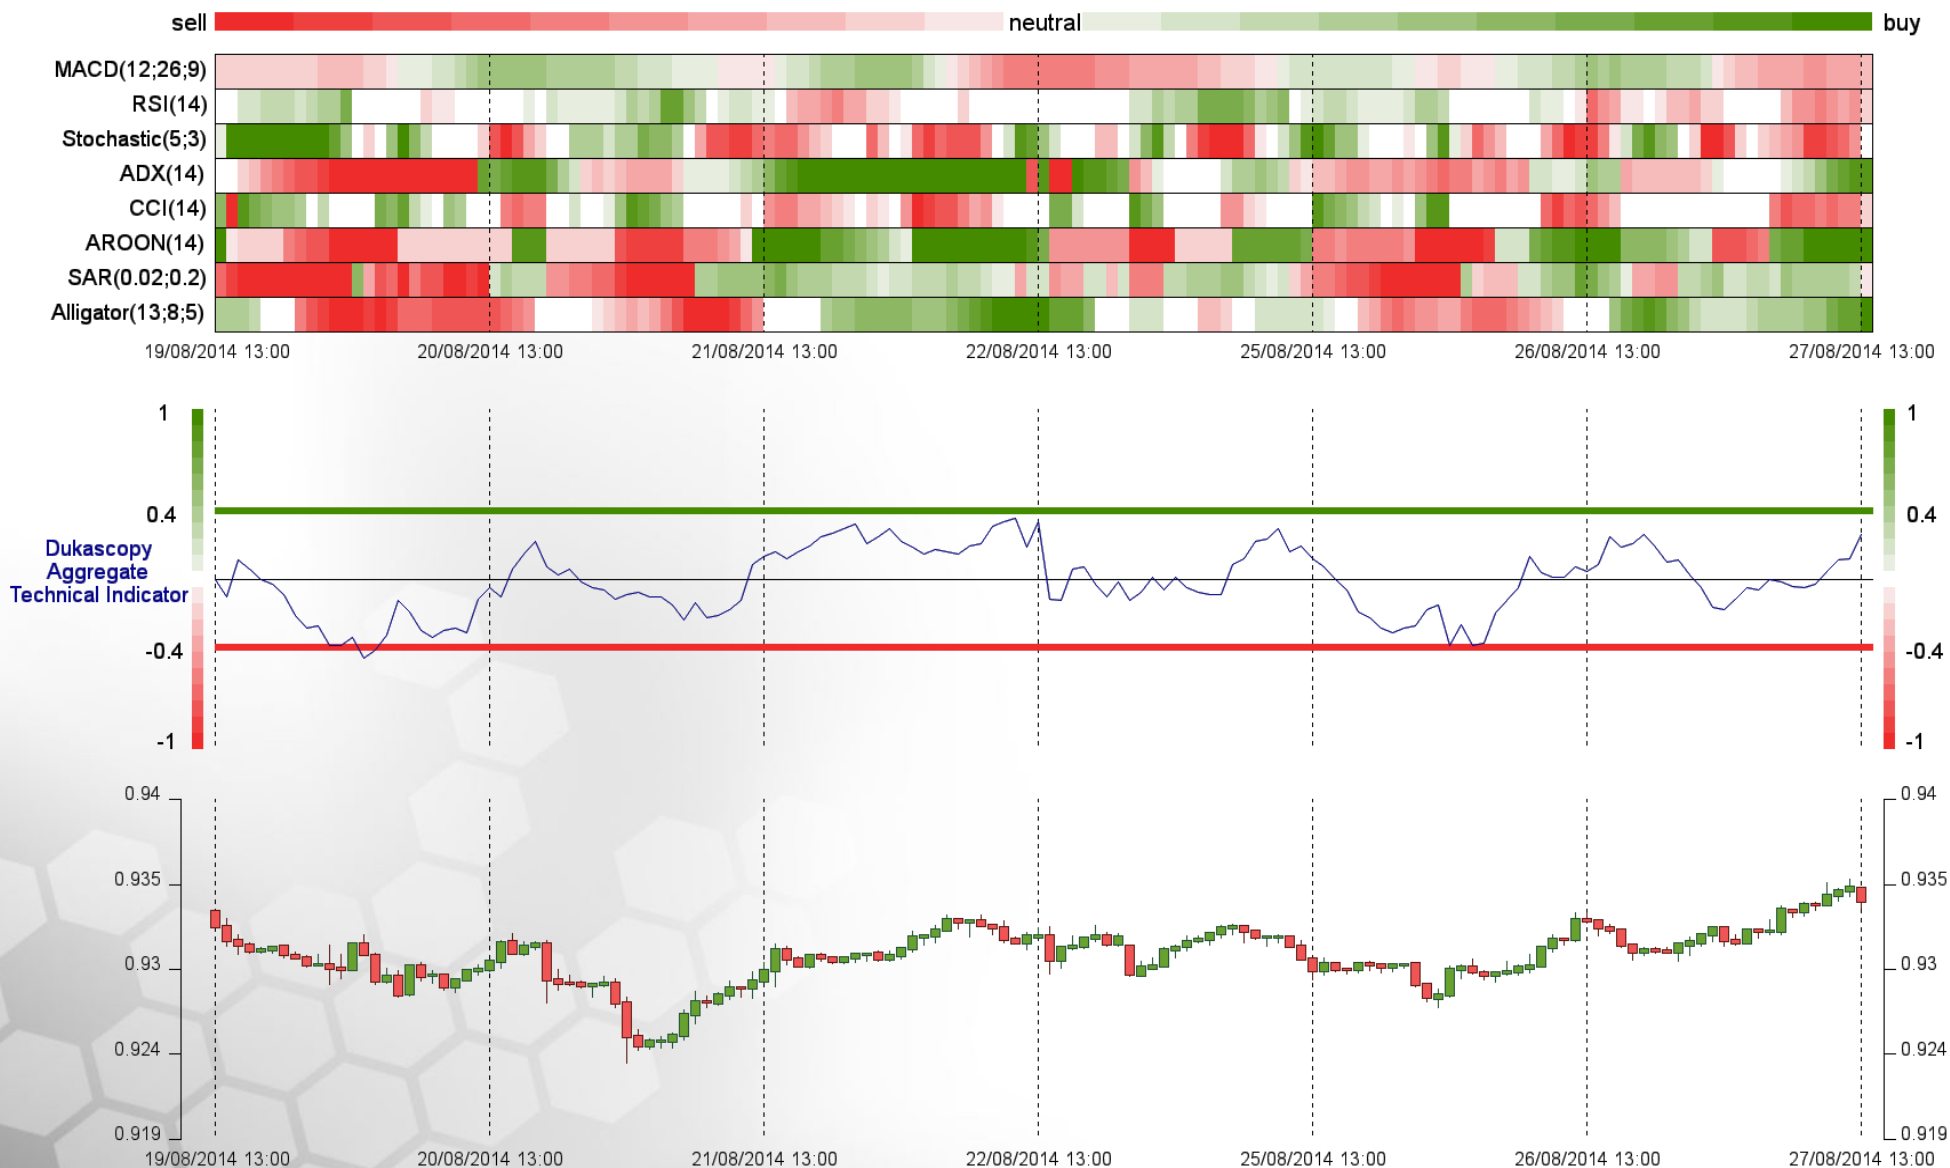 sell neutral buy
MACD(12;26;9)
RSI(14)
Stochastic(5;3)
ADX(14)
CCI(14)
AROON(14)
SAR(0.02;0.2)
Alligator(13;8;5)
19/08/2014 13:00 20/08/2014 13:00 21/08/2014 13:00 22/08/2014 13:00 25/08/2014 13:00 26/08/2014 13:00 27/08/2014 13:00
1 1
0.4 0.4
Dukascopy
Aggregate
Technical Indicator
-0.4 -0.4
-1 -1
0.94 0.94
0.935 0.935
0.93 0.93
0.924 0.924
0.919 0.919
19/08/2014 13:00 20/08/2014 13:00 21/08/2014 13:00 22/08/2014 13:00 25/08/2014 13:00 26/08/2014 13:00 27/08/2014 13:00